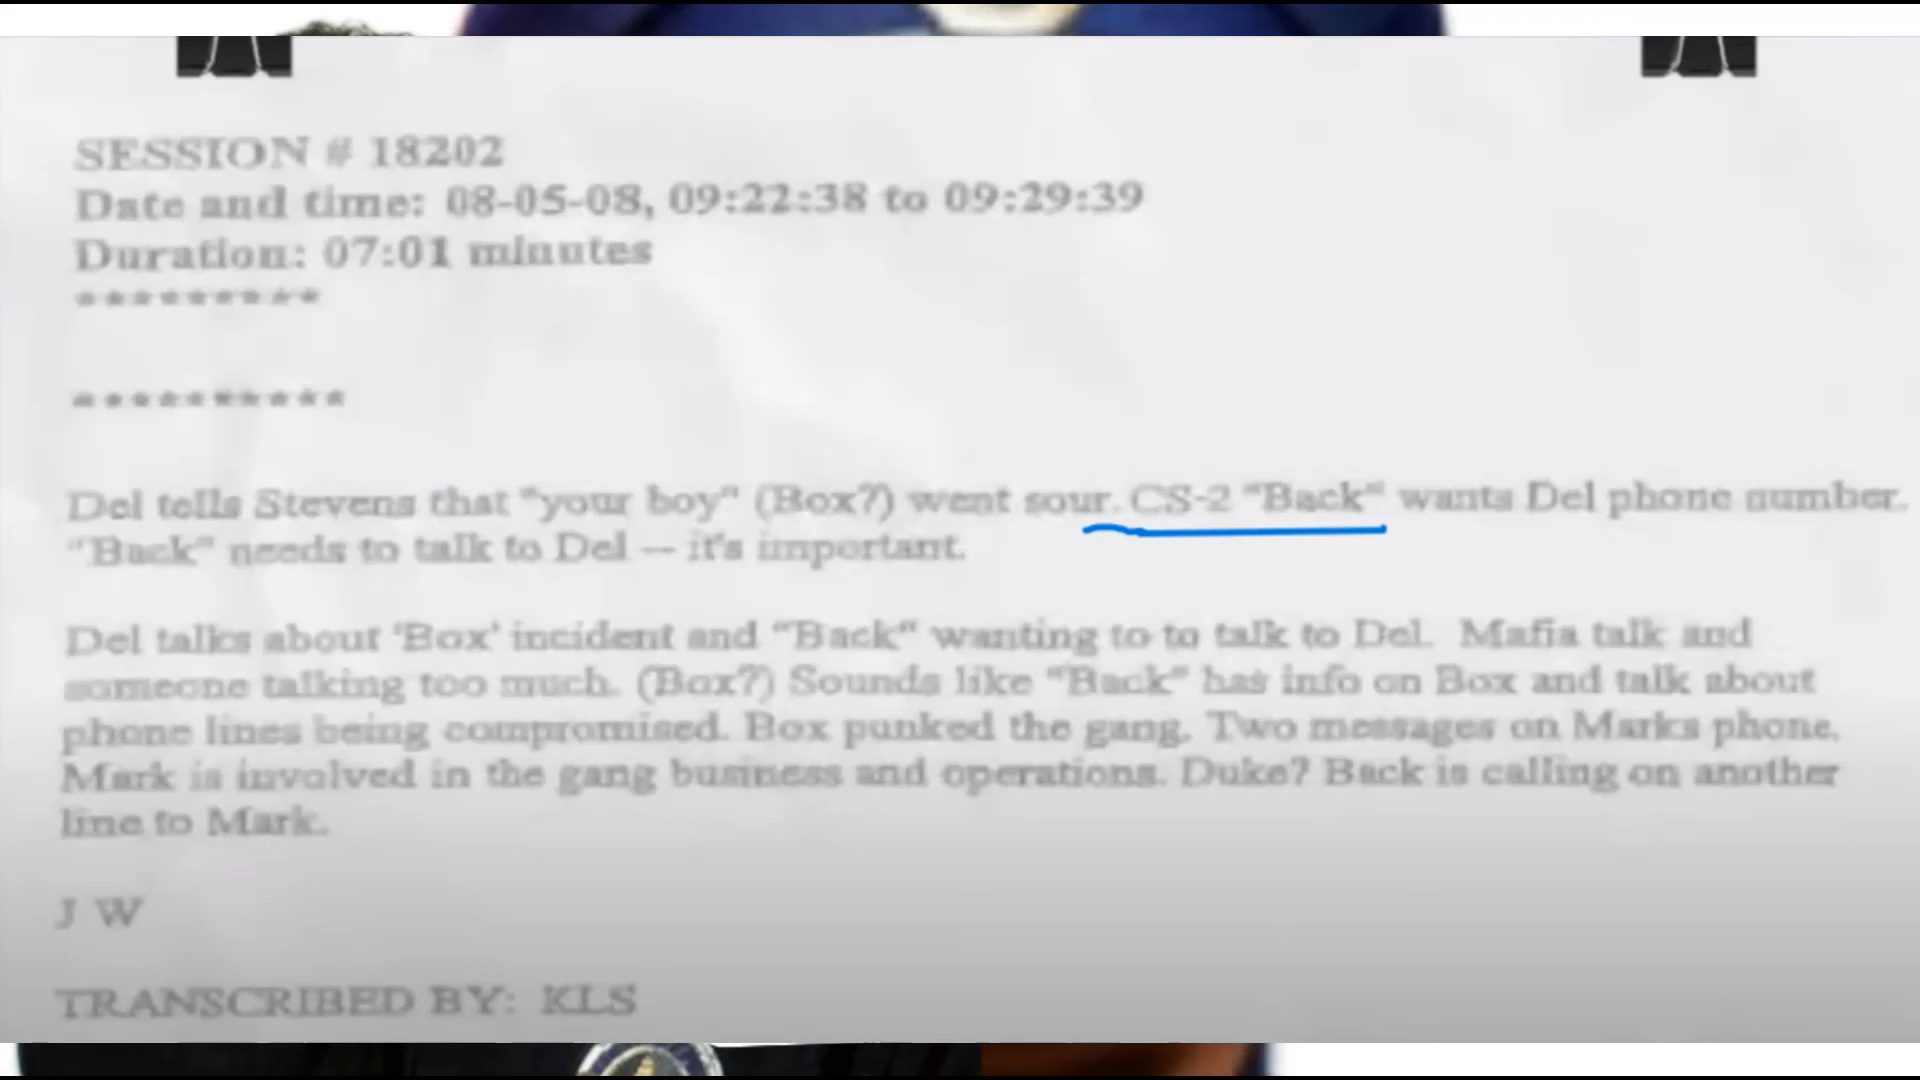 SESSION # 18202
Date and time: 08-05-08, 09:22:38 to 09:29:39
Duration: 07:01 minutes
*********
**********
Del tells Stevens that "your boy" (Box?) went sour. CS-2 "Back" wants Del phone number.
"Back" needs to talk to Del -- it's important.
Del talks about 'Box' incident and "Back" wanting to to talk to Del. Mafia talk and
someone talking too much. (Box?) Sounds like "Back" has info on Box and talk about
phone lines being compromised. Box punked the gang. Two messages on Marks phone.
Mark is involved in the gang business and operations. Duke? Back is calling on another
line to Mark.
J W
TRANSCRIBED BY: KLS